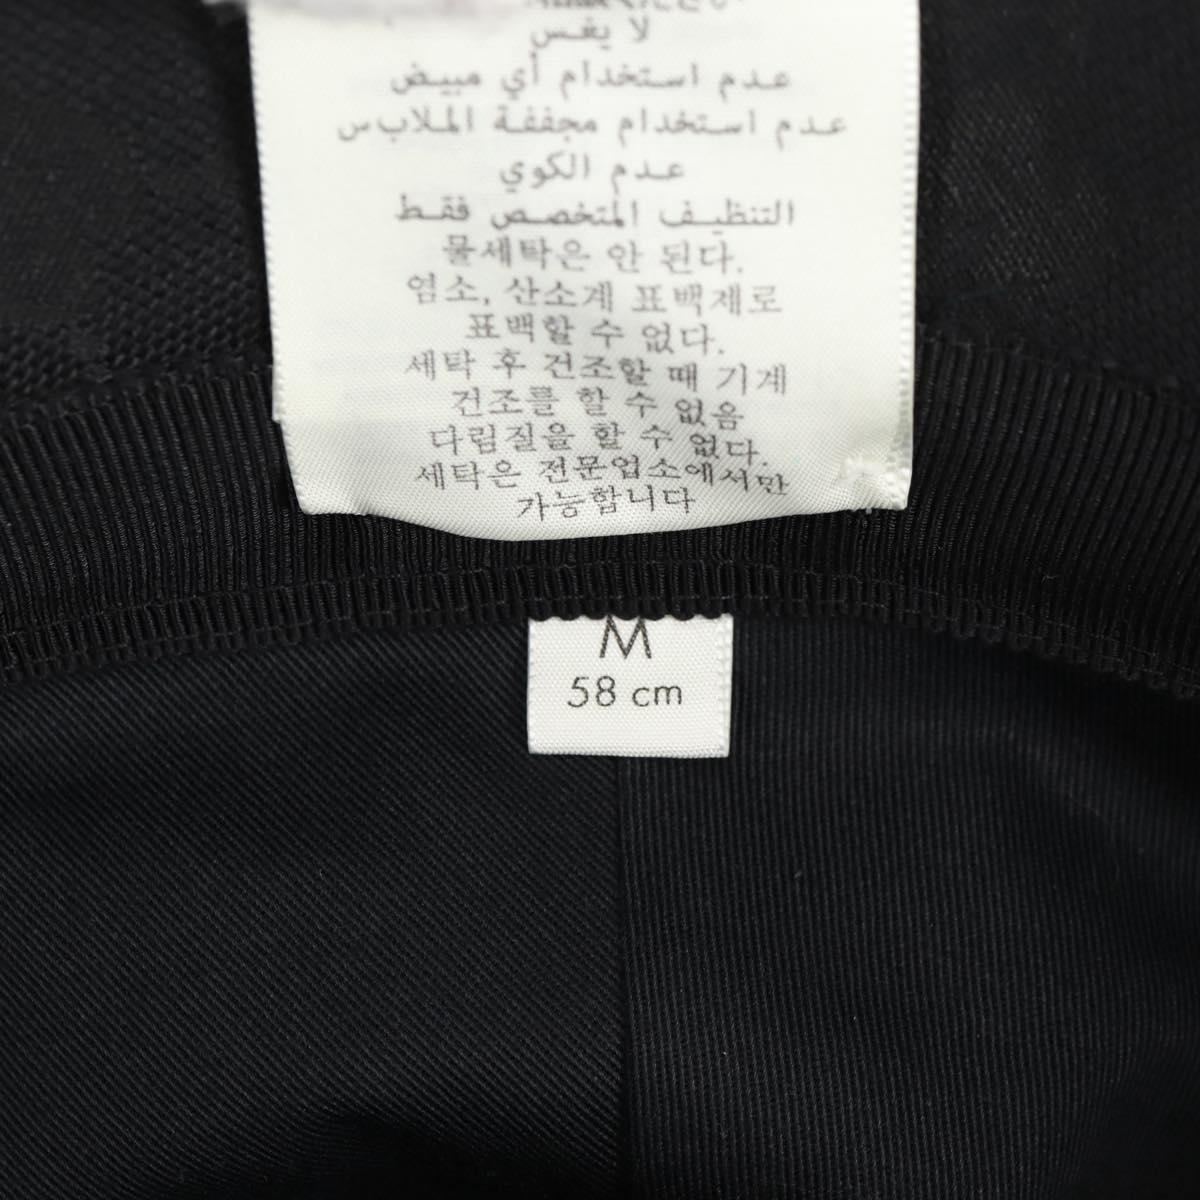 لا يغس
عدم استخدام أي مبيض
عدم استخدام مجففة الملابس
عدم الكوي
التنظيف المتخصص فقط
물세탁은 안 된다.
염소, 산소계 표백제로
표백할 수 없다.
세탁 후 건조할 때 기계
건조를 할 수 없음
다림질을 할 수 없다.
세탁은 전문업소에서만
가능합니다
M
58 cm